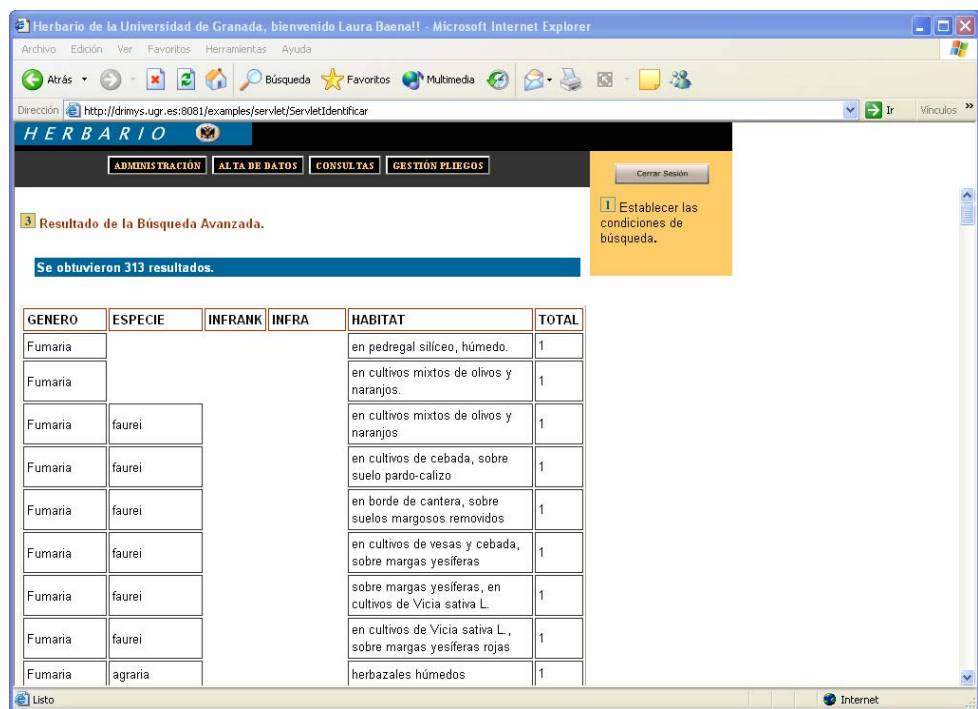 Herbario de la Universidad de Granada, bienvenido Laura Baena!! - Microsoft Internet Explorer
Archivo Edición Ver Favoritos Herramientas Ayuda
Atrás Búsqueda Favoritos Multimedia
Dirección http://drimys.ugr.es:8081/examples/servlet/ServletIdentificar Ir Vínculos »
HERBARIO
ADMINISTRACIÓN ALTA DE DATOS CONSULTAS GESTIÓN PLIEGOS
Cerrar Sesión
1 Establecer las
condiciones de
búsqueda.
3 Resultado de la Búsqueda Avanzada.
Se obtuvieron 313 resultados.
GENERO ESPECIE INFRANK INFRA HABITAT TOTAL
Fumaria en pedregal silíceo, húmedo. 1
Fumaria en cultivos mixtos de olivos y
naranjos. 1
Fumaria faurei en cultivos mixtos de olivos y
naranjos 1
Fumaria faurei en cultivos de cebada, sobre
suelo pardo-calizo 1
Fumaria faurei en borde de cantera, sobre
suelos margosos removidos 1
Fumaria faurei en cultivos de vesas y cebada,
sobre margas yesíferas 1
Fumaria faurei sobre margas yesíferas, en
cultivos de Vicia sativa L. 1
Fumaria faurei en cultivos de Vicia sativa L.,
sobre margas yesíferas rojas 1
Fumaria agraria herbazales húmedos 1
Listo Internet